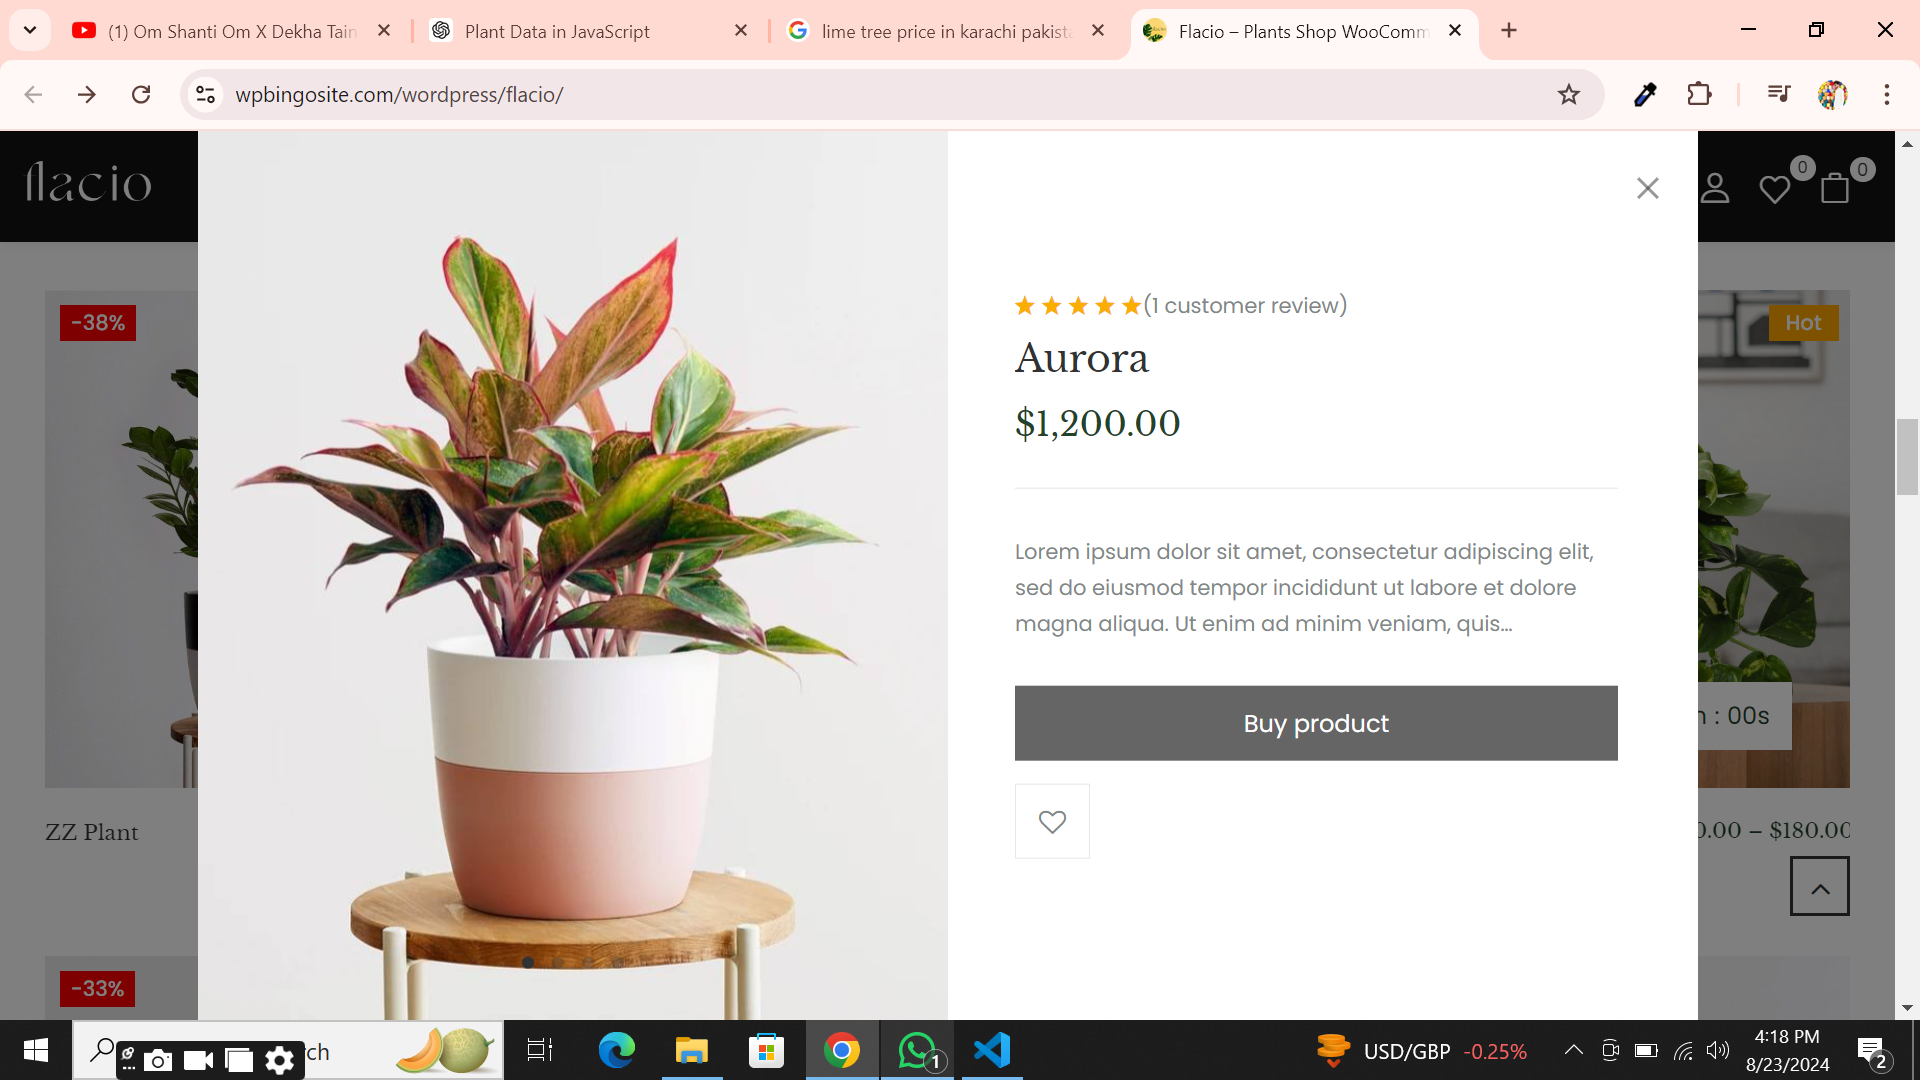 (1) Om Shanti Om X Dekha Tain
Plant Data in JavaScript
lime tree price in karachi pakista
Flacio – Plants Shop WooComm
wpbingosite.com/wordpress/flacio/
flacio
0
0
-38%
Hot
★★★★★(1 customer review)
Aurora
$1,200.00
Lorem ipsum dolor sit amet, consectetur adipiscing elit,
sed do eiusmod tempor incididunt ut labore et dolore
magna aliqua. Ut enim ad minim veniam, quis...
Buy product
: 00s
ZZ Plant
0.00 – $180.00
-33%
rch
1
USD/GBP -0.25%
4:18 PM
8/23/2024
2